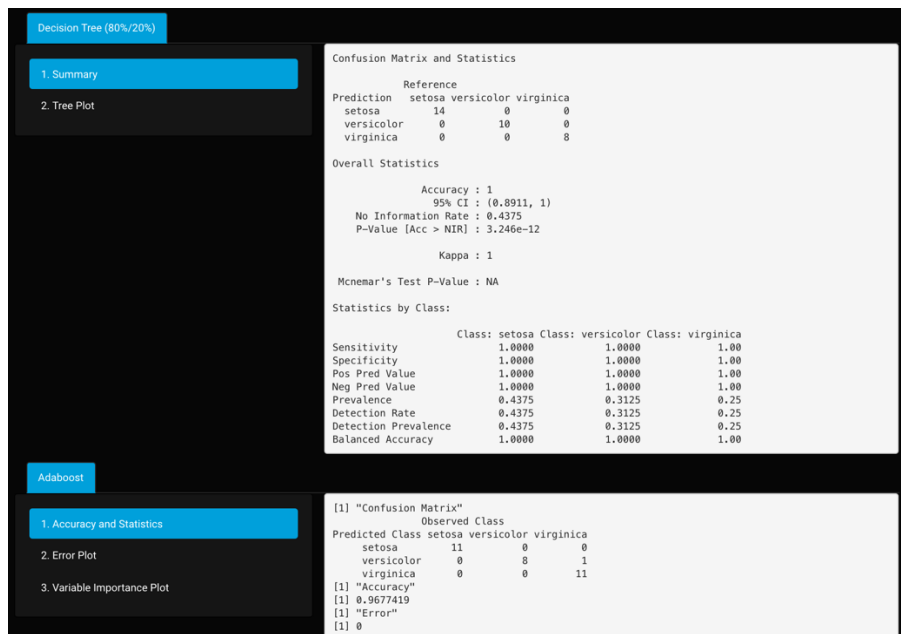 Decision Tree (80%/20%)
1. Summary
2. Tree Plot
Confusion Matrix and Statistics
Reference
Prediction setosa versicolor virginica
setosa 14 0 0
versicolor 0 10 0
virginica 0 0 8
Overall Statistics
Accuracy : 1
95% CI : (0.8911, 1)
No Information Rate : 0.4375
P-Value [Acc > NIR] : 3.246e-12
Kappa : 1
Mcnemar's Test P-Value : NA
Statistics by Class:
Class: setosa Class: versicolor Class: virginica
Sensitivity 1.0000 1.0000 1.00
Specificity 1.0000 1.0000 1.00
Pos Pred Value 1.0000 1.0000 1.00
Neg Pred Value 1.0000 1.0000 1.00
Prevalence 0.4375 0.3125 0.25
Detection Rate 0.4375 0.3125 0.25
Detection Prevalence 0.4375 0.3125 0.25
Balanced Accuracy 1.0000 1.0000 1.00
Adaboost
1. Accuracy and Statistics
2. Error Plot
3. Variable Importance Plot
[1] "Confusion Matrix"
Observed Class
Predicted Class setosa versicolor virginica
setosa 11 0 0
versicolor 0 8 1
virginica 0 0 11
[1] "Accuracy"
[1] 0.9677419
[1] "Error"
[1] 0